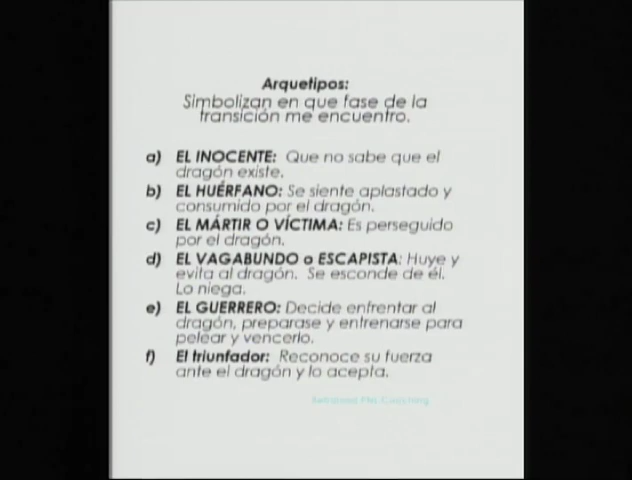 Arquetipos:
Simbolizan en que fase de la
transición me encuentro.
a) EL INOCENTE: Que no sabe que el
dragón existe.
b) EL HUÉRFANO: Se siente aplastado y
consumido por el dragón.
c) EL MÁRTIR O VÍCTIMA: Es perseguido
por el dragón.
d) EL VAGABUNDO o ESCAPISTA: Huye y
evita al dragón. Se esconde de él.
Lo niega.
e) EL GUERRERO: Decide enfrentar al
dragón, preparase y entrenarse para
pelear y vencerlo.
f) El triunfador: Reconoce su fuerza
ante el dragón y lo acepta.